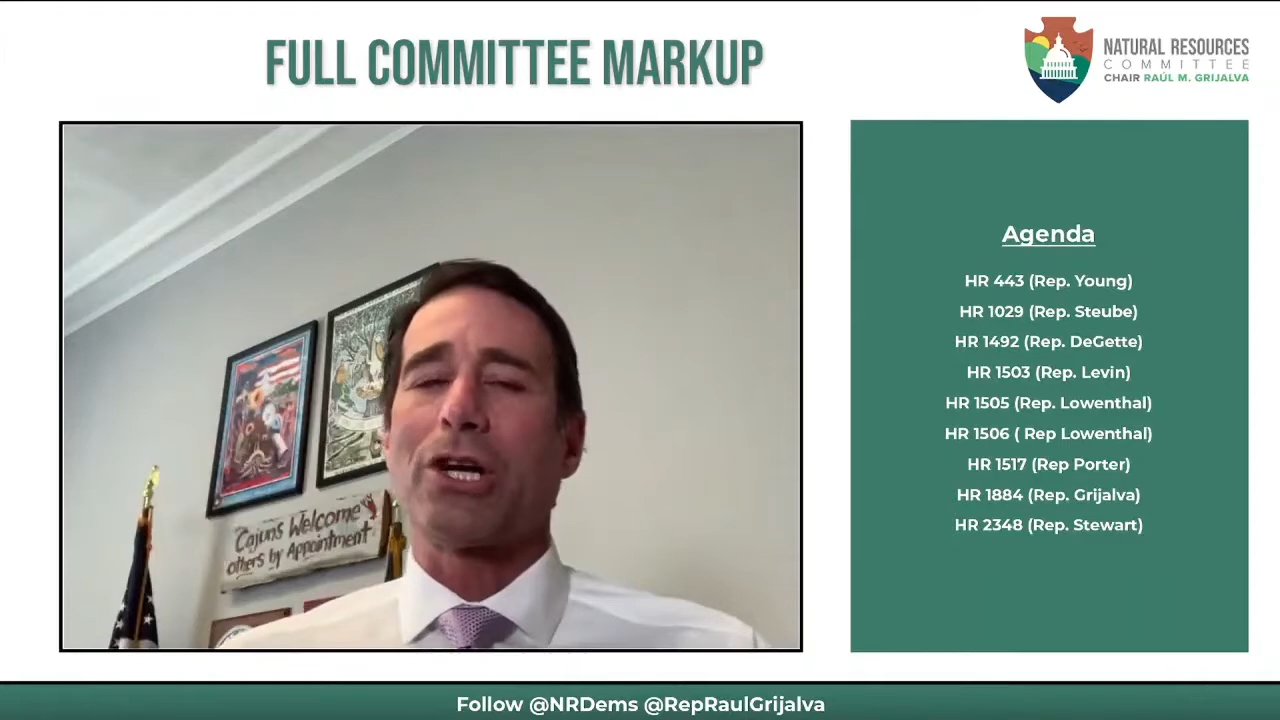 FULL COMMITTEE MARKUP
NATURAL RESOURCES
COMMITTEE
CHAIR RAÚL M. GRIJALVA
Agenda
HR 443 (Rep. Young)
HR 1029 (Rep. Steube)
HR 1492 (Rep. DeGette)
HR 1503 (Rep. Levin)
HR 1505 (Rep. Lowenthal)
HR 1506 ( Rep Lowenthal)
HR 1517 (Rep Porter)
HR 1884 (Rep. Grijalva)
HR 2348 (Rep. Stewart)
Cajuns Welcome
others by Appointment
Follow @NRDems @RepRaulGrijalva